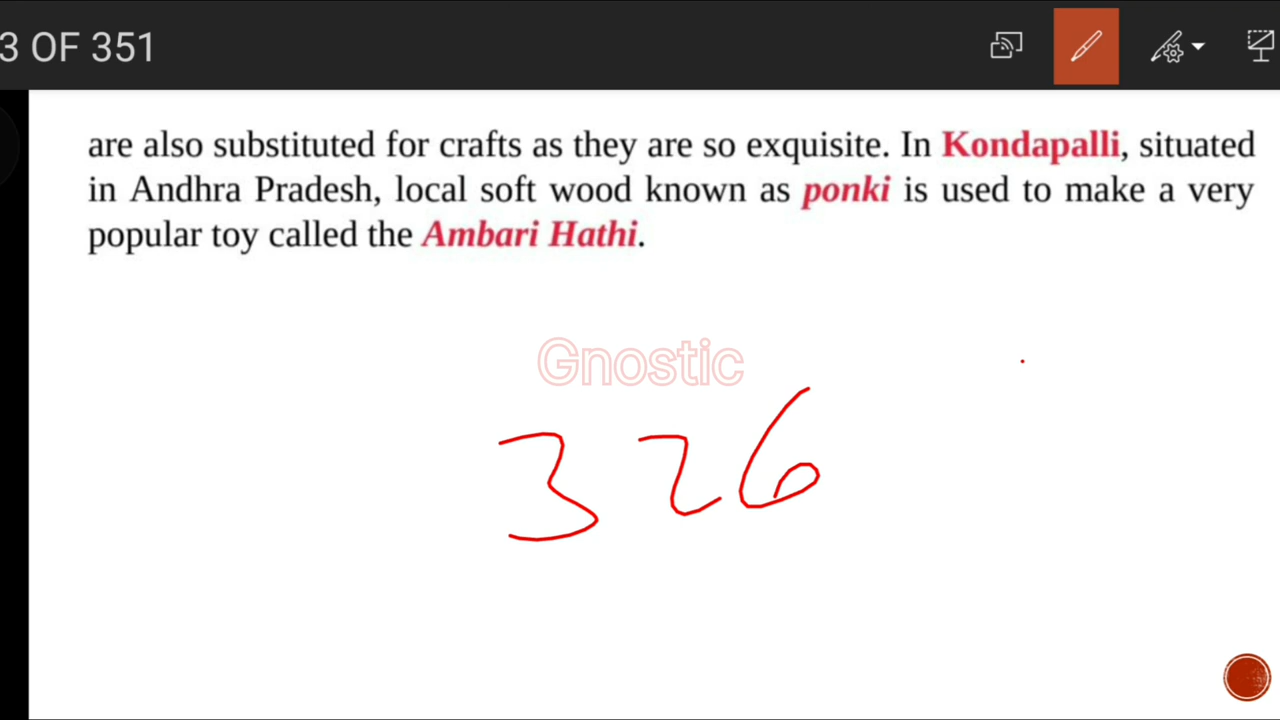 3 OF 351
are also substituted for crafts as they are so exquisite. In Kondapalli, situated
in Andhra Pradesh, local soft wood known as ponki is used to make a very
popular toy called the Ambari Hathi.
Gnostic
326